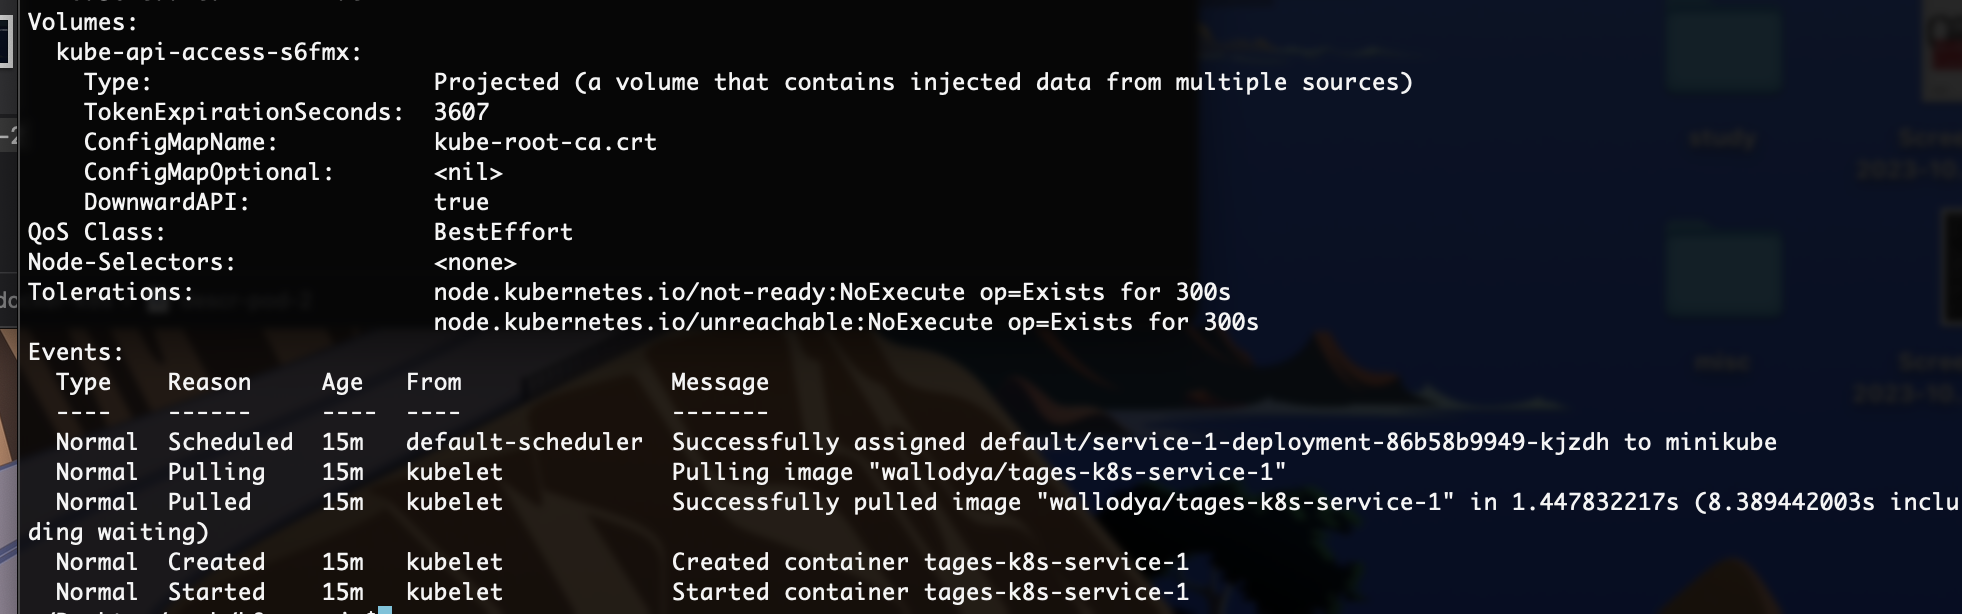 Volumes:
kube-api-access-s6fmx:
Type: Projected (a volume that contains injected data from multiple sources)
TokenExpirationSeconds: 3607
ConfigMapName: kube-root-ca.crt
ConfigMapOptional: <nil>
DownwardAPI: true
QoS Class: BestEffort
Node-Selectors: <none>
Tolerations: node.kubernetes.io/not-ready:NoExecute op=Exists for 300s
node.kubernetes.io/unreachable:NoExecute op=Exists for 300s
Events:
Type Reason Age From Message
---- ------ ---- ---- -------
Normal Scheduled 15m default-scheduler Successfully assigned default/service-1-deployment-86b58b9949-kjzdh to minikube
Normal Pulling 15m kubelet Pulling image "wallodya/tages-k8s-service-1"
Normal Pulled 15m kubelet Successfully pulled image "wallodya/tages-k8s-service-1" in 1.447832217s (8.389442003s inclu
ding waiting)
Normal Created 15m kubelet Created container tages-k8s-service-1
Normal Started 15m kubelet Started container tages-k8s-service-1
study
misc